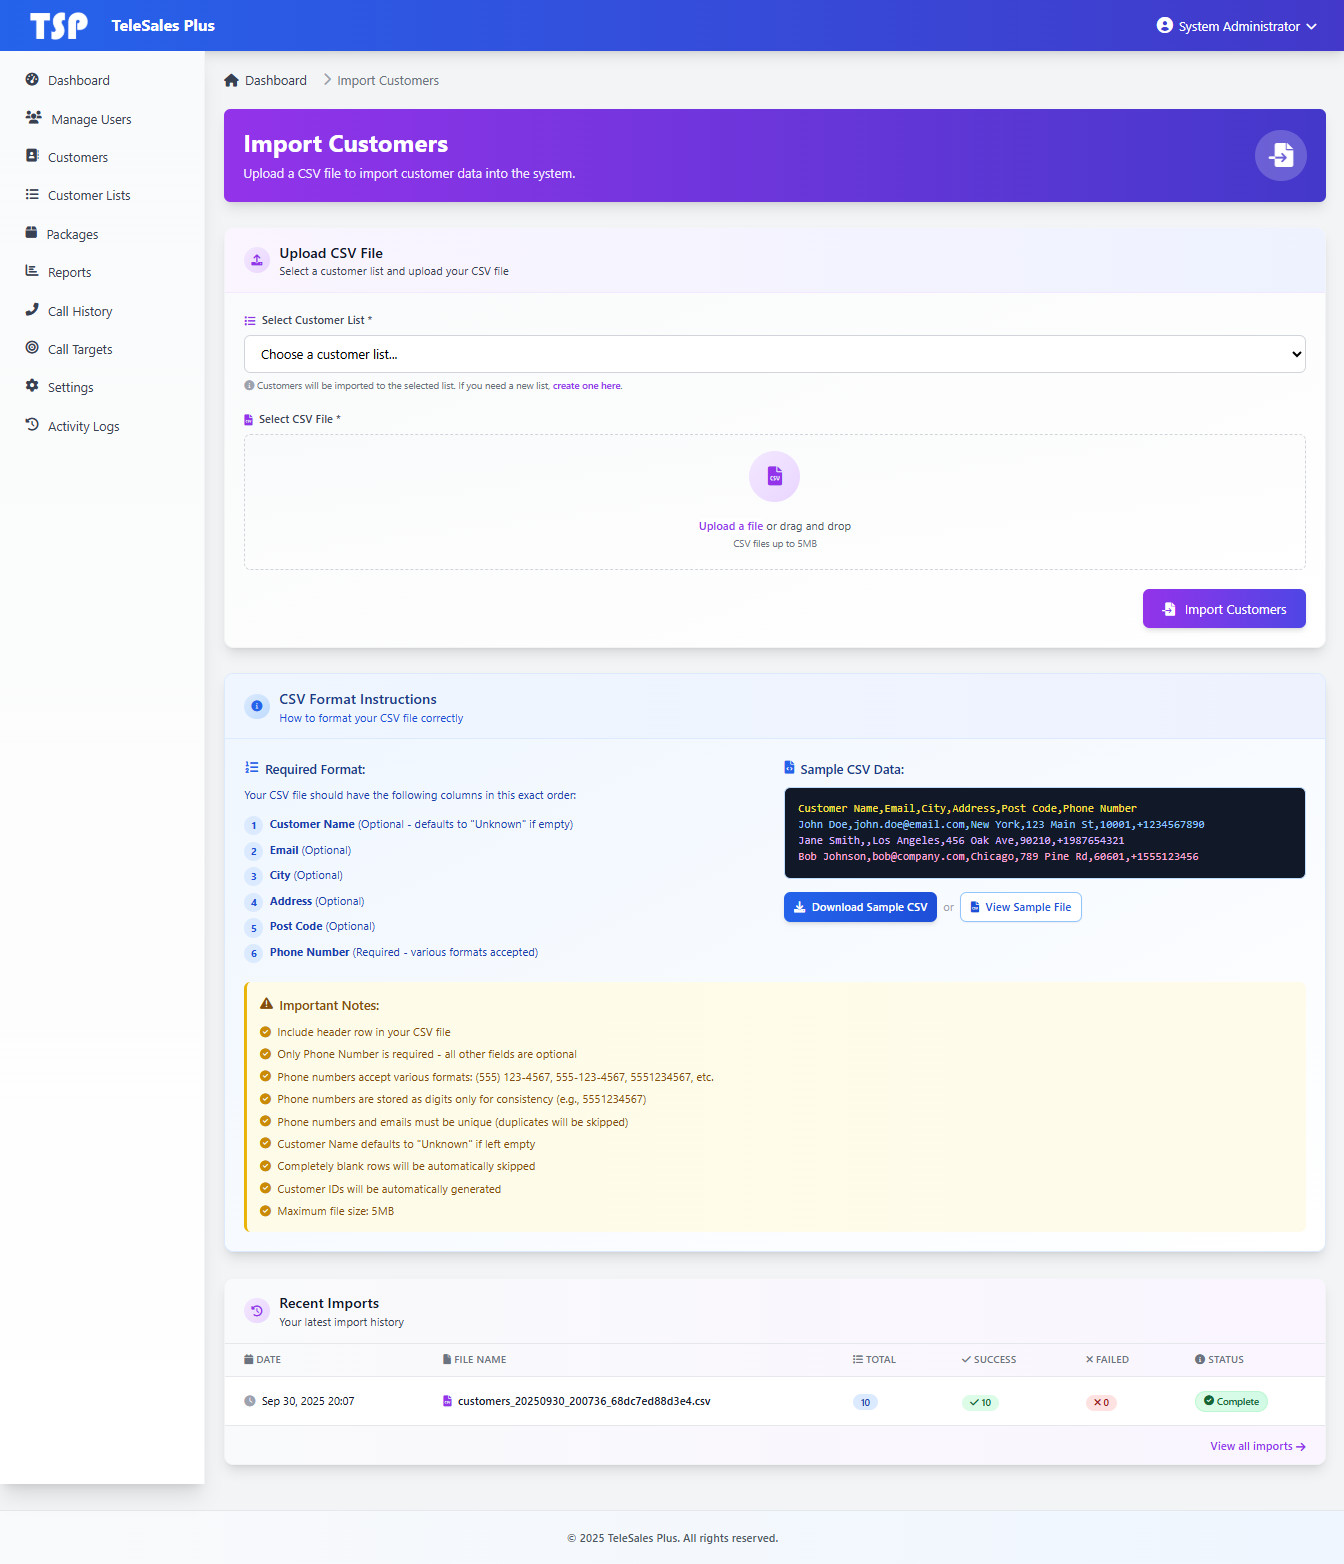 TSP TeleSales Plus
System Administrator
Dashboard
Manage Users
Customers
Customer Lists
Packages
Reports
Call History
Call Targets
Settings
Activity Logs
Dashboard Import Customers
Import Customers
Upload a CSV file to import customer data into the system.
Upload CSV File
Select a customer list and upload your CSV file
Select Customer List *
Choose a customer list...
Customers will be imported to the selected list. If you need a new list, create one here.
Select CSV File *
Upload a file or drag and drop
CSV files up to 5MB
Import Customers
CSV Format Instructions
How to format your CSV file correctly
Required Format:
Your CSV file should have the following columns in this exact order:
1 Customer Name (Optional - defaults to "Unknown" if empty)
2 Email (Optional)
3 City (Optional)
4 Address (Optional)
5 Post Code (Optional)
6 Phone Number (Required - various formats accepted)
Sample CSV Data:
Customer Name,Email,City,Address,Post Code,Phone Number
John Doe,john.doe@email.com,New York,123 Main St,10001,+1234567890
Jane Smith,,Los Angeles,456 Oak Ave,90210,+1987654321
Bob Johnson,bob@company.com,Chicago,789 Pine Rd,60601,+1555123456
Download Sample CSV or View Sample File
Important Notes:
Include header row in your CSV file
Only Phone Number is required - all other fields are optional
Phone numbers accept various formats: (555) 123-4567, 555-123-4567, 5551234567, etc.
Phone numbers are stored as digits only for consistency (e.g., 5551234567)
Phone numbers and emails must be unique (duplicates will be skipped)
Customer Name defaults to "Unknown" if left empty
Completely blank rows will be automatically skipped
Customer IDs will be automatically generated
Maximum file size: 5MB
Recent Imports
Your latest import history
DATE FILE NAME TOTAL SUCCESS FAILED STATUS
Sep 30, 2025 20:07 customers_20250930_200736_68dc7ed88d3e4.csv 10 10 0 Complete
View all imports
© 2025 TeleSales Plus. All rights reserved.